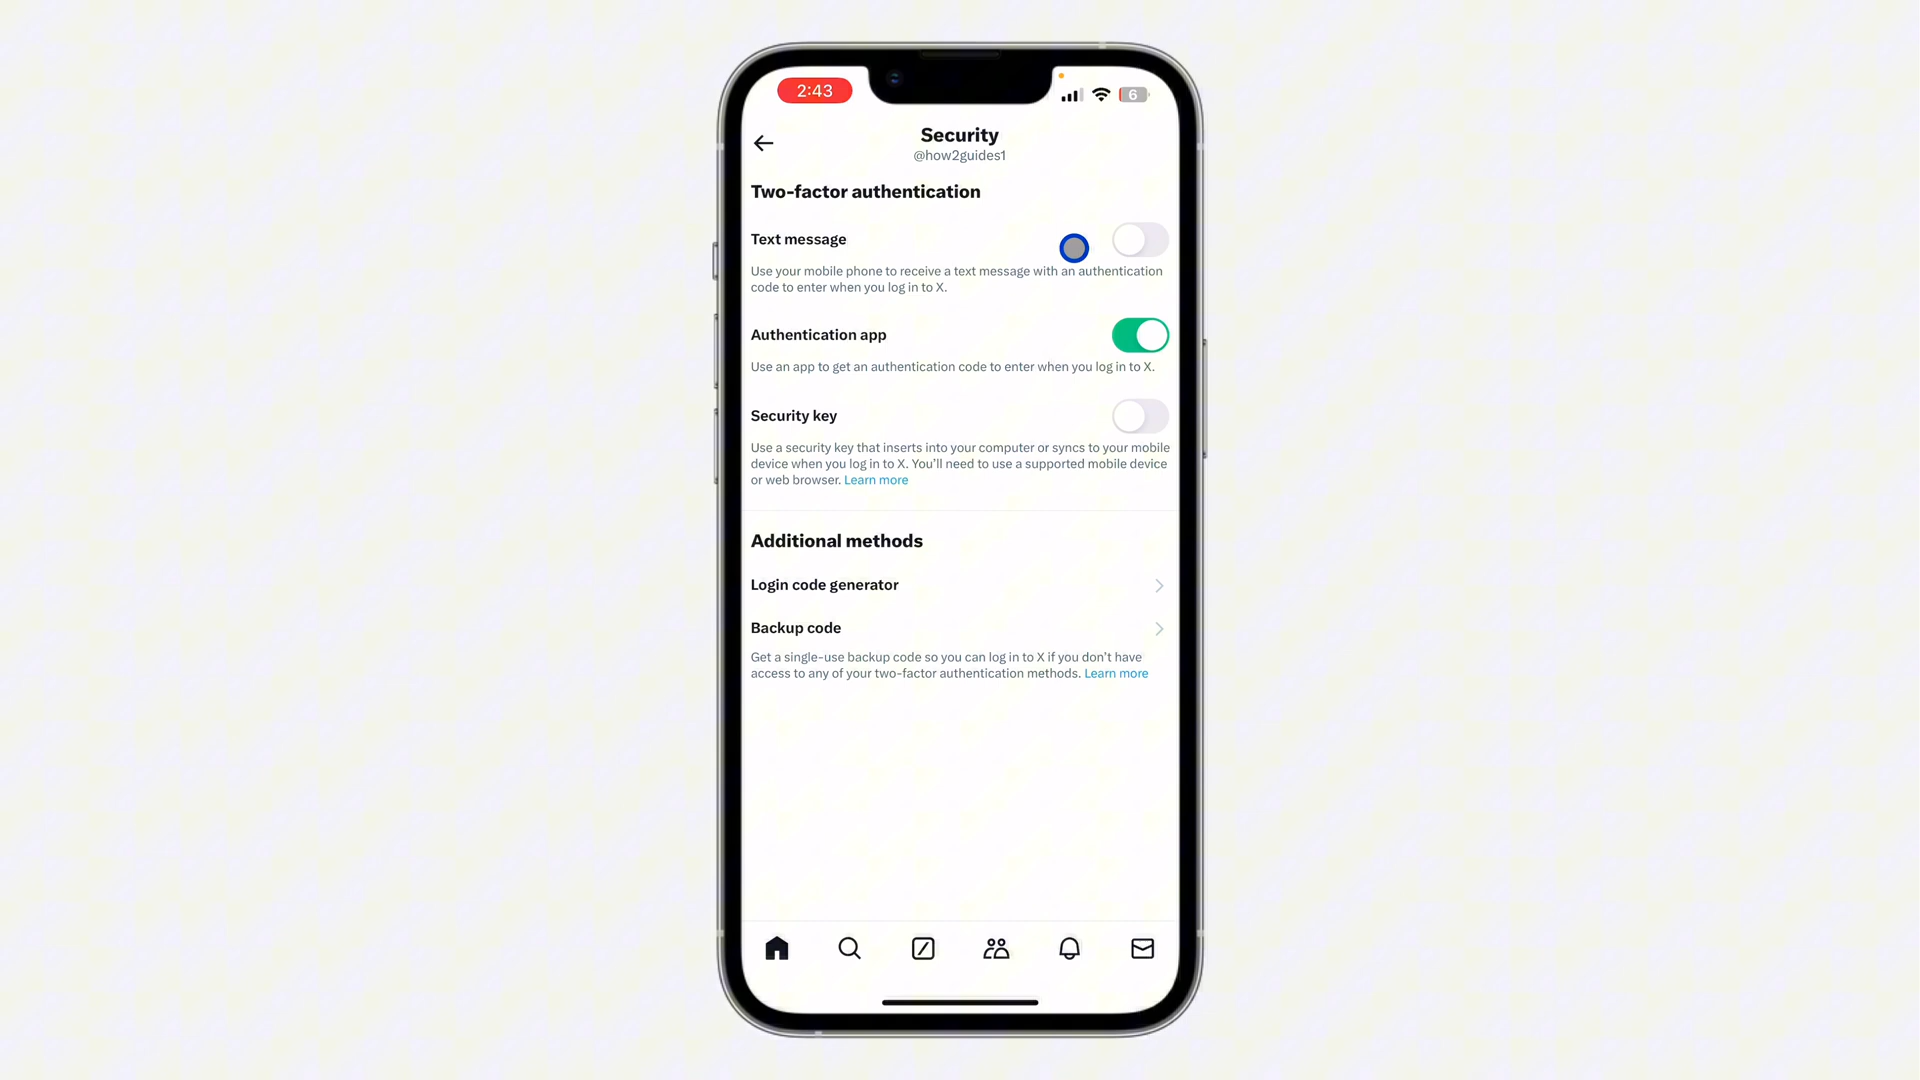 2:43
6
Security
@how2guides1
Two-factor authentication
Text message
Use your mobile phone to receive a text message with an authentication
code to enter when you log in to X.
Authentication app
Use an app to get an authentication code to enter when you log in to X.
Security key
Use a security key that inserts into your computer or syncs to your mobile
device when you log in to X. You’ll need to use a supported mobile device
or web browser. Learn more
Additional methods
Login code generator
Backup code
Get a single-use backup code so you can log in to X if you don’t have
access to any of your two-factor authentication methods. Learn more